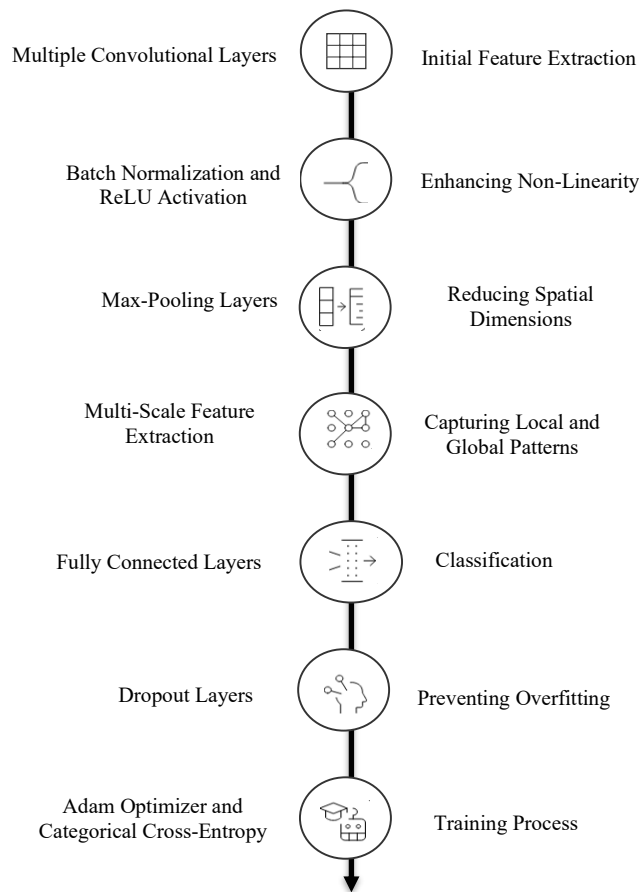 Multiple Convolutional Layers
Initial Feature Extraction
Batch Normalization and
ReLU Activation
Enhancing Non-Linearity
Max-Pooling Layers
Reducing Spatial
Dimensions
Multi-Scale Feature
Extraction
Capturing Local and
Global Patterns
Fully Connected Layers
Classification
Dropout Layers
Preventing Overfitting
Adam Optimizer and
Categorical Cross-Entropy
Training Process